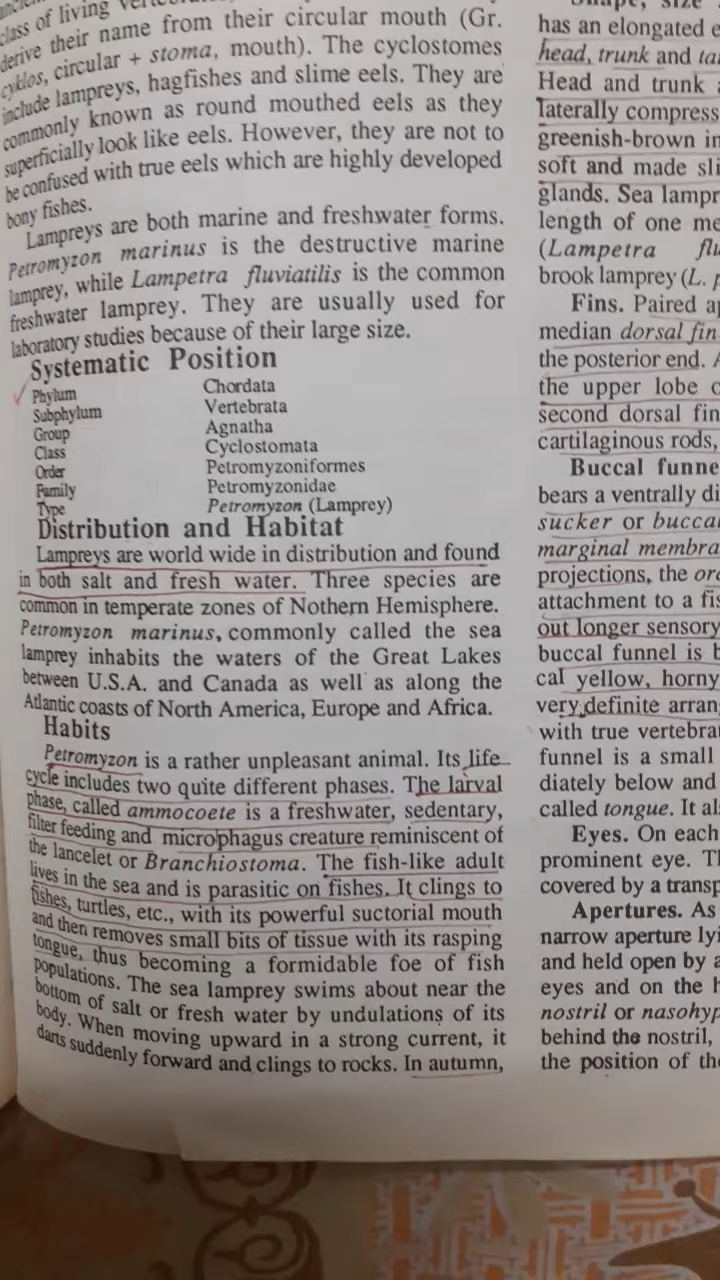 class of living
derive their name from their circular mouth (Gr.
cyklos, circular + stoma, mouth). The cyclostomes
include lampreys, hagfishes and slime eels. They are
commonly known as round mouthed eels as they
superficially look like eels. However, they are not to
be confused with true eels which are highly developed
bony fishes.
Lampreys are both marine and freshwater forms.
Petromyzon marinus is the destructive marine
lamprey, while Lampetra fluviatilis is the common
freshwater lamprey. They are usually used for
laboratory studies because of their large size.
Systematic Position
Phylum Chordata
Subphylum Vertebrata
Group Agnatha
Class Cyclostomata
Order Petromyzoniformes
Family Petromyzonidae
Type Petromyzon (Lamprey)
Distribution and Habitat
Lampreys are world wide in distribution and found
in both salt and fresh water. Three species are
common in temperate zones of Nothern Hemisphere.
Petromyzon marinus, commonly called the sea
lamprey inhabits the waters of the Great Lakes
between U.S.A. and Canada as well as along the
Atlantic coasts of North America, Europe and Africa.
Habits
Petromyzon is a rather unpleasant animal. Its life
cycle includes two quite different phases. The larval
phase, called ammocoete is a freshwater, sedentary,
filter feeding and microphagus creature reminiscent of
the lancelet or Branchiostoma. The fish-like adult
lives in the sea and is parasitic on fishes. It clings to
fishes, turtles, etc., with its powerful suctorial mouth
and then removes small bits of tissue with its rasping
tongue, thus becoming a formidable foe of fish
populations. The sea lamprey swims about near the
bottom of salt or fresh water by undulations of its
body. When moving upward in a strong current, it
darts suddenly forward and clings to rocks. In autumn,
has an elongated
head, trunk and
Head and trunk
laterally compress
greenish-brown in
soft and made
glands. Sea lampr
length of one
(Lampetra
brook lamprey (L.
Fins. Paired
median dorsal fin
the posterior end.
the upper lobe
second dorsal fin
cartilaginous rods,
Buccal funne
bears a ventrally
sucker or bucca
marginal membra
projections, the
attachment to a
out longer sensory
buccal funnel is
cal yellow, horny
very definite arran
with true vertebra
funnel is a small
diately below and
called tongue. It
Eyes. On each
prominent eye.
covered by a transp
Apertures. As
narrow aperture
and held open by
eyes and on the
nostril or nasohyp
behind the nostril,
the position of